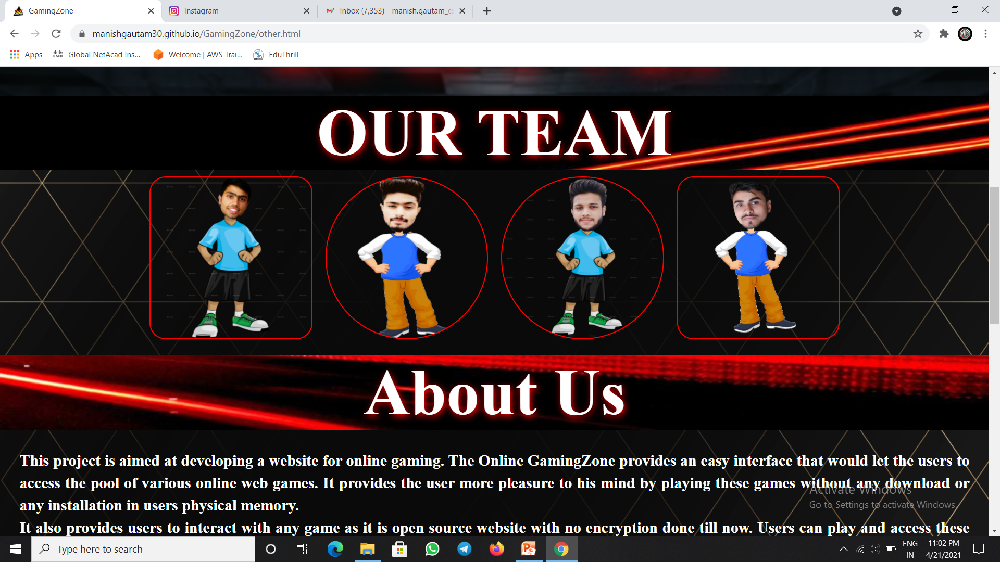 GamingZone
Instagram
Inbox (7,353) - manish.gautam_cs
manishgautam30.github.io/GamingZone/other.html
Apps
cisco
Global NetAcad Ins...
Welcome | AWS Trai...
EduThrill
OUR TEAM
About Us
This project is aimed at developing a website for online gaming. The Online GamingZone provides an easy interface that would let the users to
access the pool of various online web games. It provides the user more pleasure to his mind by playing these games without any download or
any installation in users physical memory.
It also provides users to interact with any game as it is open source website with no encryption done till now. Users can play and access these
Activate Windows
Go to Settings to activate Windows.
Type here to search
ENG
IN
11:02 PM
4/21/2021